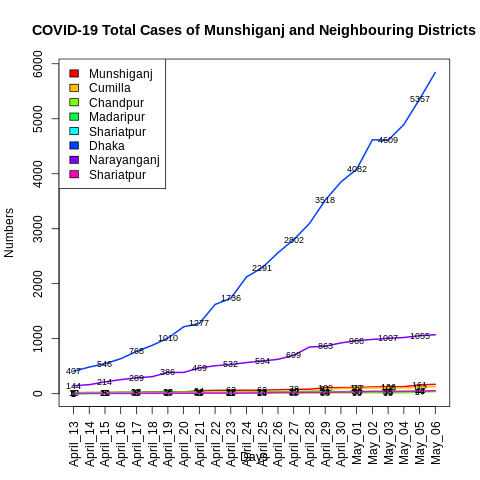 COVID-19 Total Cases of Munshiganj and Neighbouring Districts
Numbers
6000
5000
4000
3000
2000
1000
0
Munshiganj
Cumilla
Chandpur
Madaripur
Shariatpur
Dhaka
Narayanganj
Shariatpur
407
546
768
1010
1277
1736
2291
2802
3518
4082
4609
5357
144
214
289
386
469
532
594
699
863
966
1007
1055
161
April_13
April_14
April_15
April_16
April_17
April_18
April_19
April_20
April_21
April_22
April_23
April_24
April_25
April_26
April_27
April_28
April_29
April_30
May_01
May_02
May_03
May_04
May_05
May_06
Days